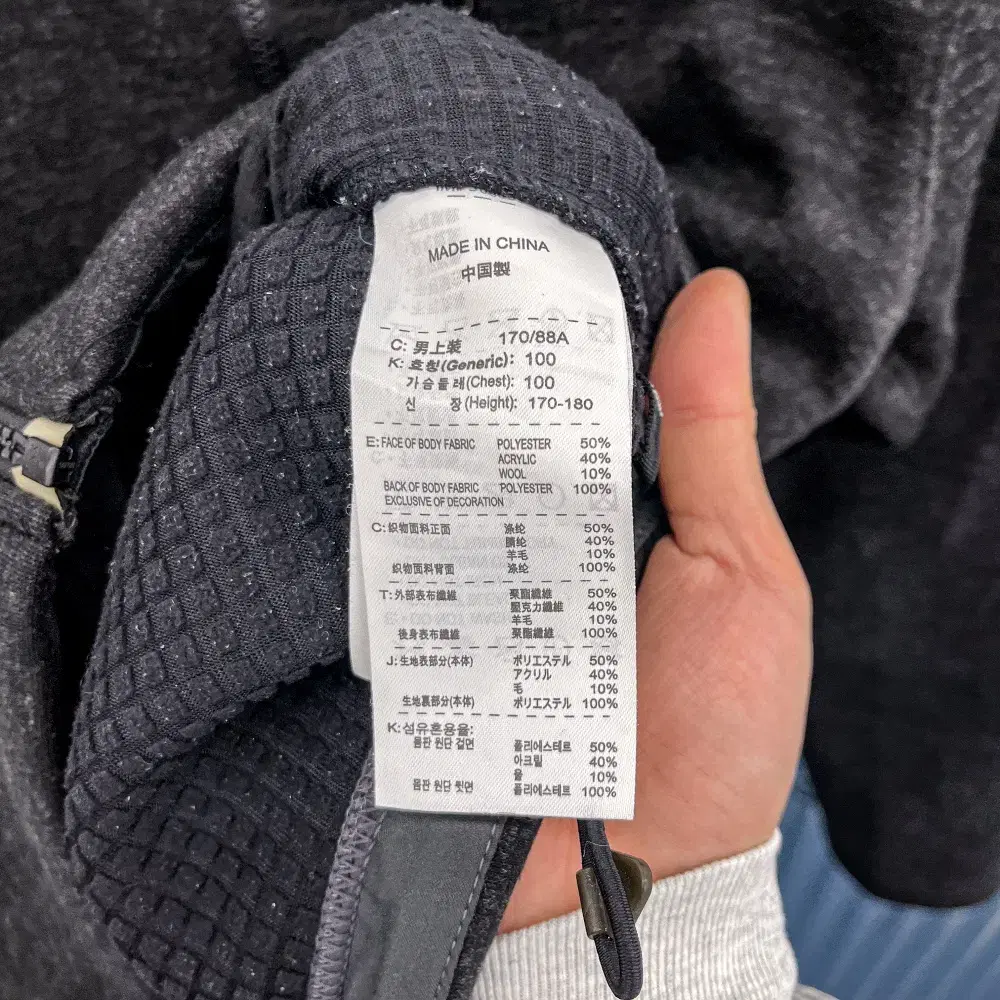 MADE IN CHINA
中国製
C: 男上装 170/88A
K: 호칭(Generic): 100
가슴둘레(Chest): 100
신 장(Height): 170-180
E: FACE OF BODY FABRIC POLYESTER 50%
ACRYLIC 40%
WOOL 10%
BACK OF BODY FABRIC POLYESTER 100%
EXCLUSIVE OF DECORATION
C: 织物面料正面 涤纶 50%
腈纶 40%
羊毛 10%
织物面料背面 涤纶 100%
T: 外部表布纖維 聚酯纖維 50%
壓克力纖維 40%
羊毛 10%
後身表布纖維 聚酯纖維 100%
J: 生地表部分(本体) ポリエステル 50%
アクリル 40%
毛 10%
生地裏部分(本体) ポリエステル 100%
K: 섬유혼용율:
몸판 원단 겉면 폴리에스테르 50%
아크릴 40%
울 10%
몸판 원단 뒷면 폴리에스테르 100%